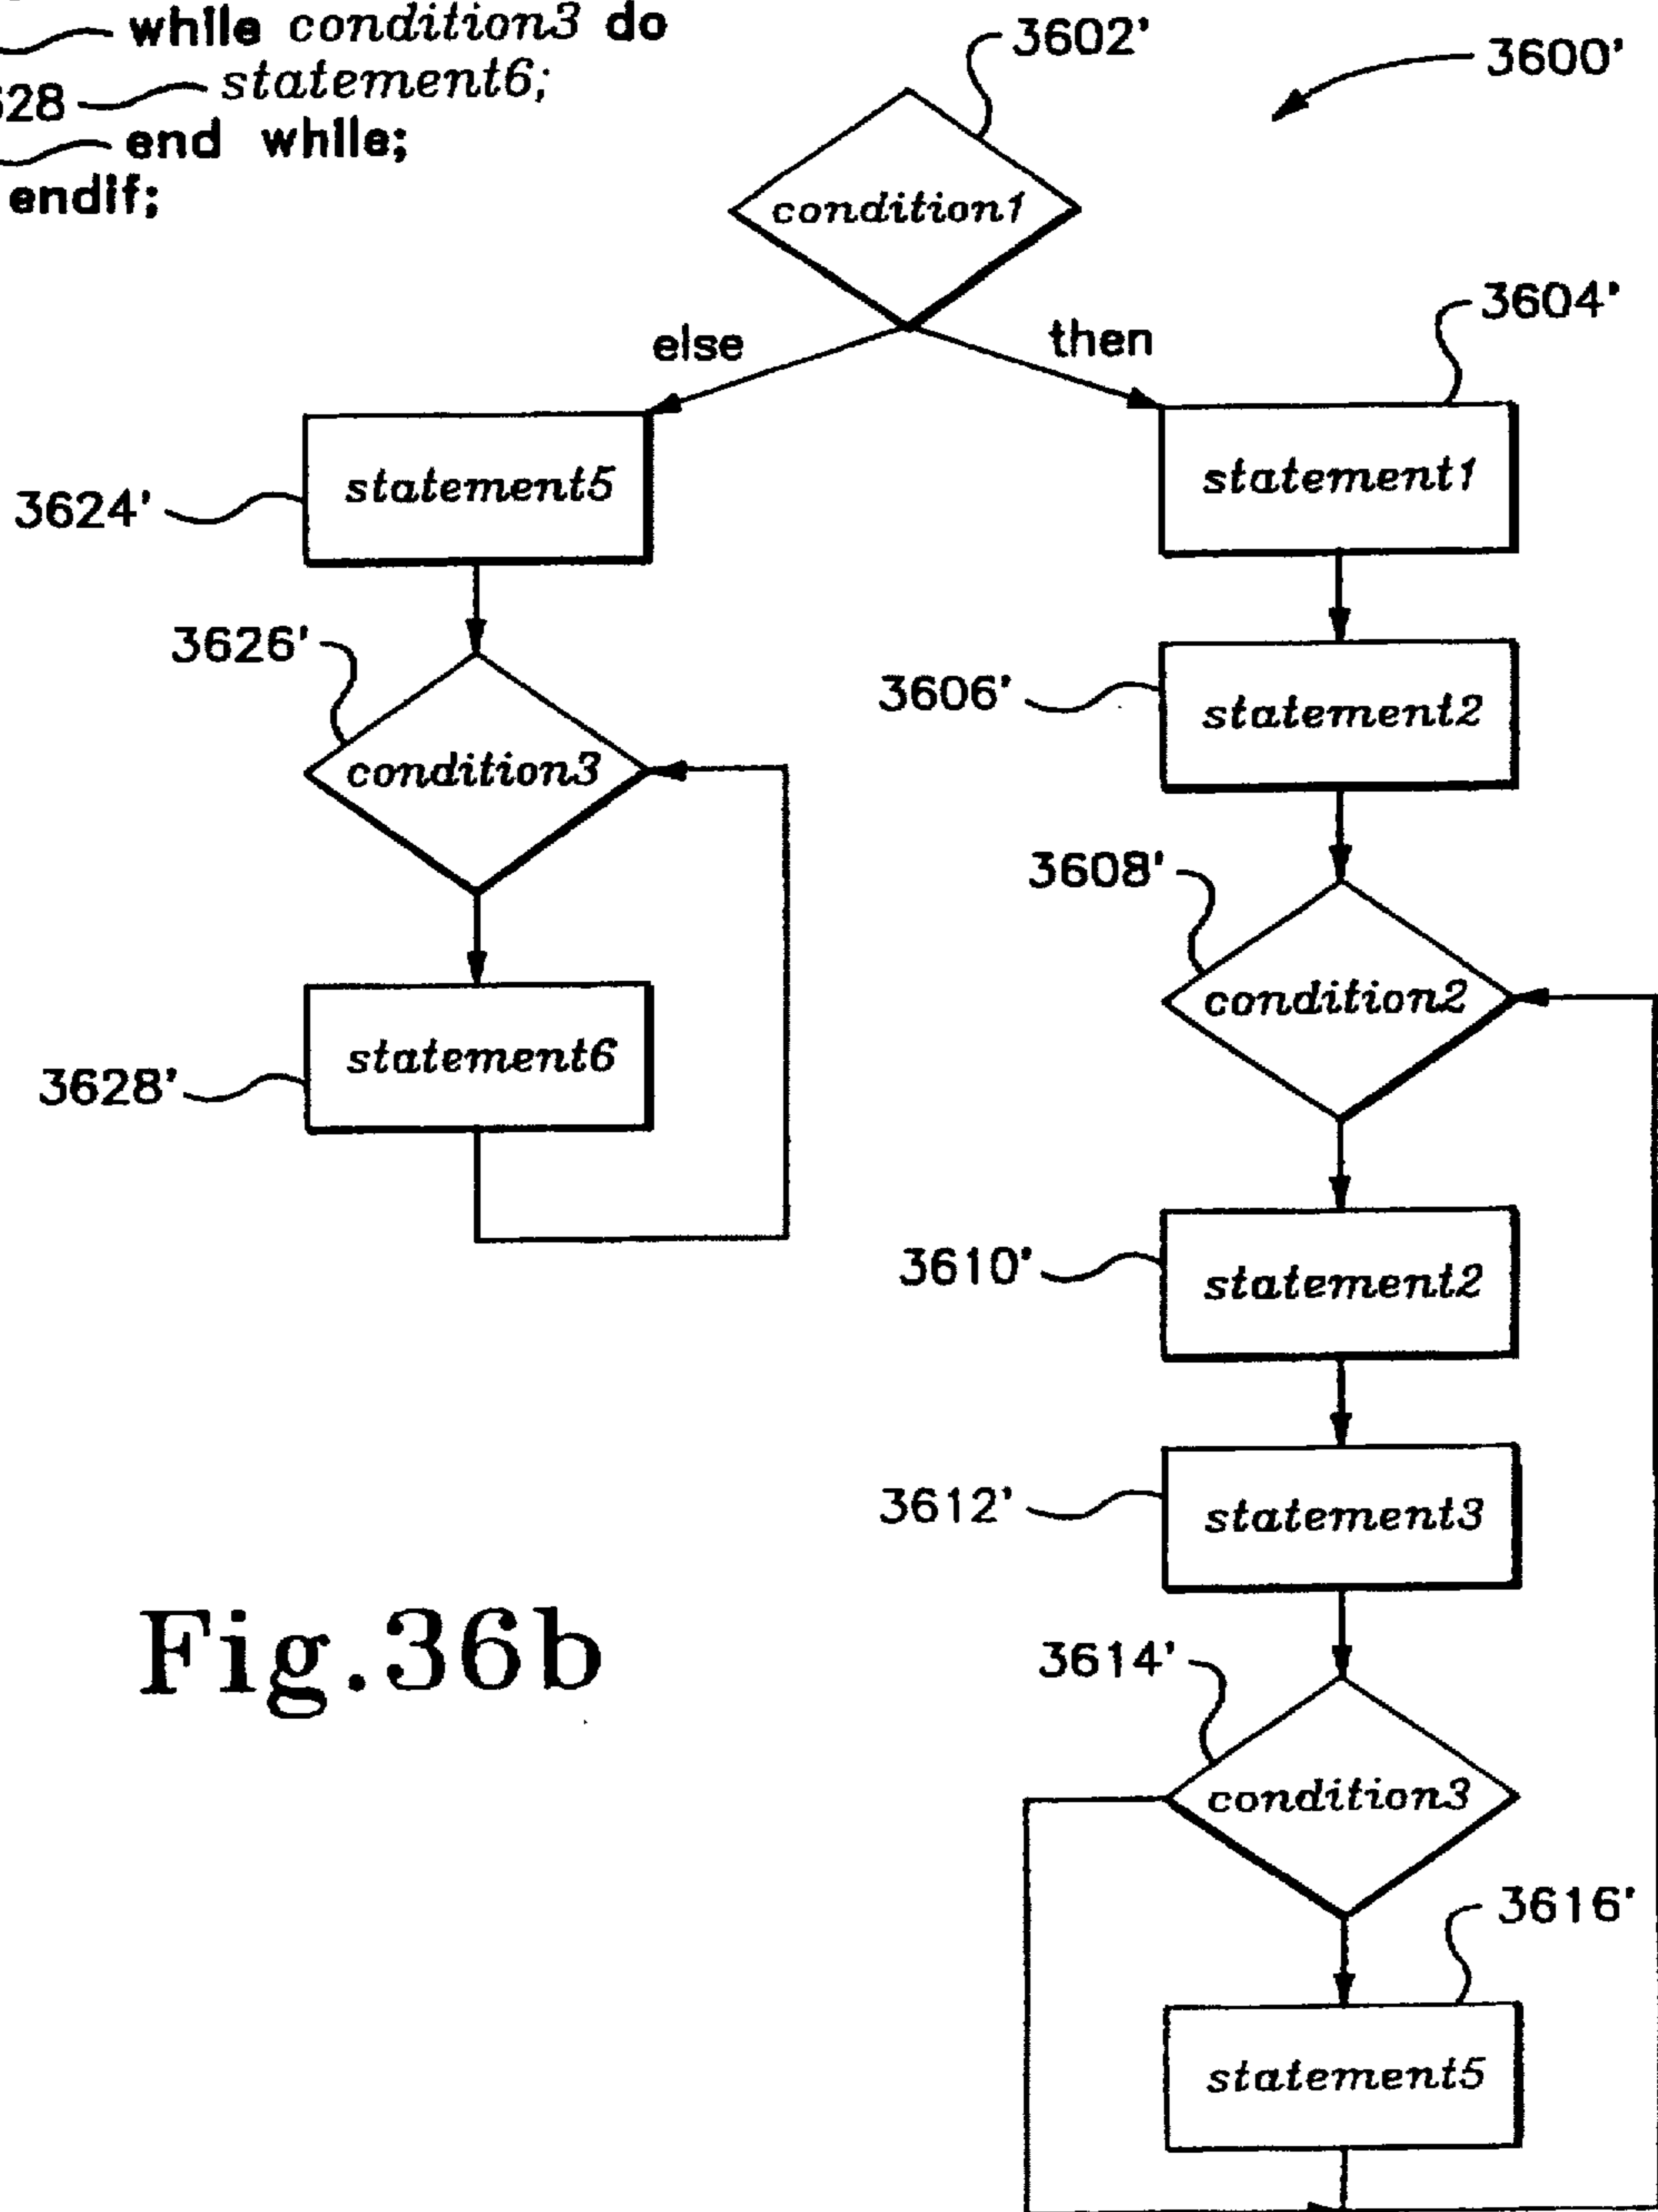 while condition3 do
628 statement6;
end while;
endif;
3602'
3600'
condition1
3604'
else
then
statement5
statement1
3624'
3626'
3606'
statement2
condition3
3608'
condition2
statement6
3628'
statement2
3610'
statement3
3612'
Fig.36b
3614'
condition3
3616'
statement5